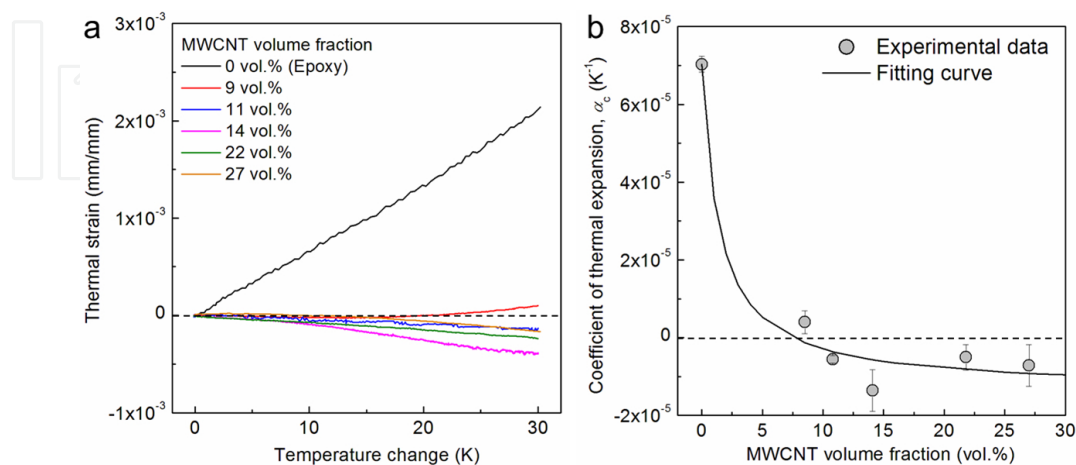 a
3x10⁻³
2x10⁻³
1x10⁻³
0
-1x10⁻³
Thermal strain (mm/mm)
MWCNT volume fraction
0 vol.% (Epoxy)
9 vol.%
11 vol.%
14 vol.%
22 vol.%
27 vol.%
0 5 10 15 20 25 30
Temperature change (K)
b
8x10⁻⁵
6x10⁻⁵
4x10⁻⁵
2x10⁻⁵
0
-2x10⁻⁵
Coefficient of thermal expansion, αc (K⁻¹)
Experimental data
Fitting curve
0 5 10 15 20 25 30
MWCNT volume fraction (vol.%)